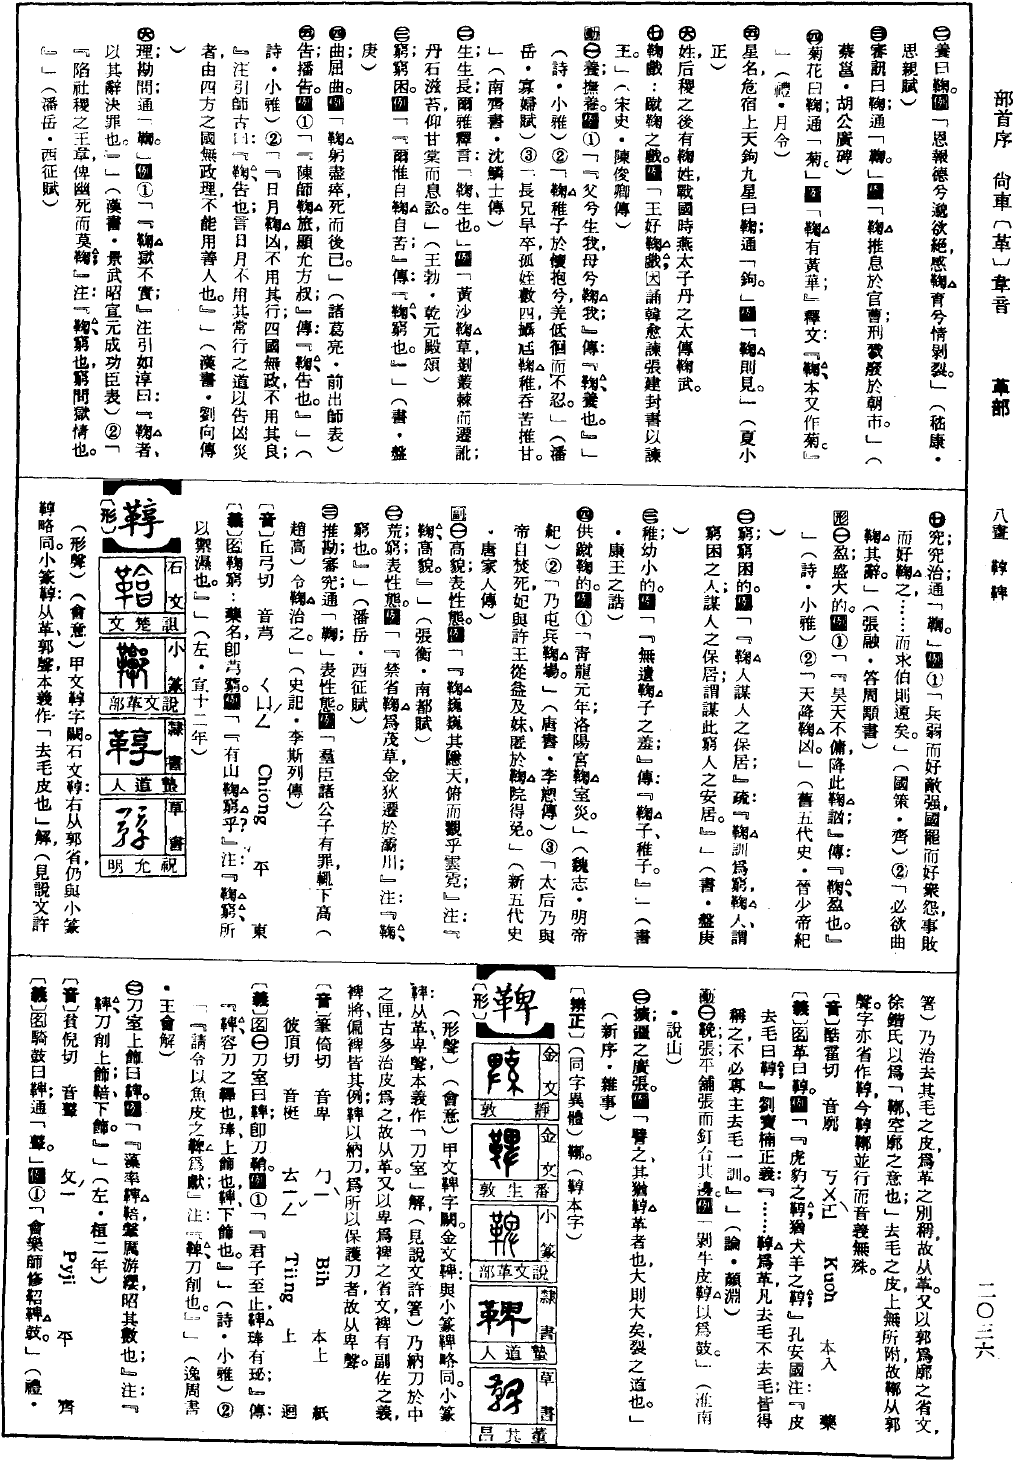 部首序　尙車〔革〕韋音　革部　八畫　鞟　鞞　二〇三六
㊁養曰鞠。例「恩報德兮邈欲絕，感鞠育兮情剝裂。」（嵇康・
思親賦）
㊂審訊曰鞠；通「鞫」。例「鞠推息於官曹，刑戮廢於朝市。」（
蔡邕・胡公廣碑）
㊃菊花曰鞠；通「菊」。例「『鞠有黃華』釋文：『鞠、本又作菊』
」（禮・月令）
㊄星名，危宿上天鉤九星曰鞠；通「鉤」。例「鞠則見。」（夏小
正）
㊅姓，后稷之後有鞠姓，戰國時燕太子丹之太傅鞠武。
㊆鞠戲：蹴鞠之戲。例「王好鞠戲，因誦韓愈諫張建封書以諫
王。」（宋史・陳俊卿傳）
動㊀養；撫養。例①「『父兮生我，母兮鞠我』傳：『鞠、養也。』」
（詩・小雅）②「鞠稚子於懷抱兮，羌低徊而不忍。」（潘
岳・寡婦賦）③「長兄早卒，孤姪數四，攝尪鞠稚，吞苦推甘。
」（南齊書・沈驎士傳）
㊁生；生長。爾雅釋言：「鞠、生也。」例「黃沙鞠草，剗叢棘而遷訛；
丹石滋苔，仰甘棠而息訟。」（王勃・乾元殿頌）
㊂窮；窮困。例「『爾惟自鞠自苦』傳：『鞠、窮也。』」（書・盤
庚）
㊃曲；屈曲。例「鞠躬盡瘁，死而後已。」（諸葛亮・前出師表）
㊄告；播告。例①「『陳師鞠旅，顯允方叔』傳：『鞠、告也。』」（
詩・小雅）②「『日月鞠凶，不用其行；四國無政，不用其良
』注引師古曰：『鞠、告也；言日月不用其常行之道，以告凶災
者，由四方之國無政理，不能用善人也。』」（漢書・劉向傳
）
㊅理；勘問；通「鞫」。例①「『鞠獄不實』注引如淳曰：『鞠者，
以其辭決罪也。』」（漢書・景武昭宣元成功臣表）②「
『陷社稷之王章，俾幽死而莫鞠』注：『鞠、窮也，窮問獄情也。
』」（潘岳・西征賦）
㊆究；究治；通「鞫」。例①「兵弱而好敵强，國罷而好衆怨，事敗
而好鞠之……而求伯則遠矣。」（國策・齊）②「必欲曲
鞠其辭。」（張融・答周顒書）
形㊀盈；盛大的。例①「『昊天不傭，降此鞠訩』傳：『鞠、盈也。』
」（詩・小雅）②「天降鞠凶。」（舊五代史・晉少帝紀
）
㊁窮；窮困的。例「『鞠人謀人之保居』疏：『鞠訓爲窮，鞠人謂
窮困之人；謀人之保居，謂謀此窮人之安居。』」（書・盤庚
）
㊂稚；幼小的。例「『無遺鞠子之羞』傳：『鞠子、稚子。』」（書
・康王之誥）
㊃供蹴鞠的。例①「青龍元年，洛陽宮鞠室災。」（魏志・明帝
紀）②「乃屯兵鞠場。」（唐書・李愬傳）③「太后乃與
帝自焚死，妃與許王從益及妹，匿於鞠院得免。」（新五代史
・唐家人傳）
副㊀高貌；表性態。例「『鞠巍巍其隱天，俯而觀乎雲霓』注：『
鞠、高貌。』」（張衡・南都賦）
㊁荒；窮；表性態。例「『禁省鞠爲茂草，金狄遷於灞川』注：『鞠、
窮也。』」（潘岳・西征賦）
㊂推勘；審究；通「鞫」；表性態。例「羣臣諸公子有罪，輒下高（
趙高）令鞠治之。」（史記・李斯列傳）
〔音〕丘弓切　音芎　ㄑㄩㄥ　Chiong　平　東
〔義〕名鞠窮：藥名，卽芎藭。例「『有山鞠窮乎？』注：『鞠窮，所
以禦濕也。』」（左・宣十二年）
鞟
〔形〕
石文　詛楚文
小篆　說文革部
隸書　蟄道人
草書　祝允明
（形聲）（會意）甲文鞟字闕。石文鞟：右从郭省，仍與小篆
鞟略同。小篆鞟：从革、郭聲，本義作「去毛皮也」解，（見說文許
箸）乃治去其毛之皮，爲革之別稱，故从革。又以郭爲廓之省文，
徐鍇氏以爲「鞹、空廓之意也；」去毛之皮，上無所附，故鞹从郭
聲，字亦省作鞟，今鞟鞹並行而音義無殊。
〔音〕酷霍切　音廓　ㄎㄨㄛ　Kuoh　本入　藥
〔義〕名革曰鞟。例「『虎豹之鞟，猶犬羊之鞟』孔安國注：『皮
去毛曰鞟；』劉寶楠正義：『……鞟爲革，凡去毛不去毛，皆得
稱之，不必專主去毛一訓。』」（論・顏淵）
動㊀鞔；張；平舖張而釘合其邊。例「剝牛皮，鞟以爲鼓。」（淮南
・說山）
㊁擴；疆之廣張。例「譬之其猶鞟革者也，大則大矣，裂之道也。」
（新序・雜事）
〔辨正〕（同字異體）鞹。（鞟本字）
鞞
〔形〕
金文　靜敦
金文　番生敦
小篆　說文革部
隸書　蟄道人
草書　董其昌
（形聲）（會意）甲文鞞字闕。金文鞞：與小篆鞞略同。小篆
鞞：从革、卑聲，本義作「刀室」解（見說文許箸）乃納刀於中
之匣，古多治皮爲之，故从革。又以卑爲裨之省文，裨有副佐之義，
裨將、偏裨皆其例；鞞以納刀，爲所以保護刀者，故从卑聲。
〔音〕筆倚切　音卑　ㄅㄧ　Bih　本上　紙
彼頂切　音梃　ㄊㄧㄥ　Tiing　上　迥
〔義〕名㊀刀室曰鞞，卽刀鞘。例①「『君子至止，鞞琫有珌』傳：
『鞞、容刀之鞞也；琫、上飾也；鞞、下飾也。』」（詩・小雅）②
「『請令以魚皮之鞞爲獻』注：『鞞、刀削也。』」（逸周書
・王會解）
㊁刀室上飾曰鞞。例「『藻率鞞鞛，鞶厲游纓，昭其數也；』注：『
鞞、刀削上飾；鞛、下飾。』」（左・桓二年）
〔音〕貧倪切　音鼙　ㄆㄧ　Pyji　平　齊
〔義〕名騎鼓曰鞞；通「鼙」。例①「命樂師修鞀鞞鼓。」（禮・